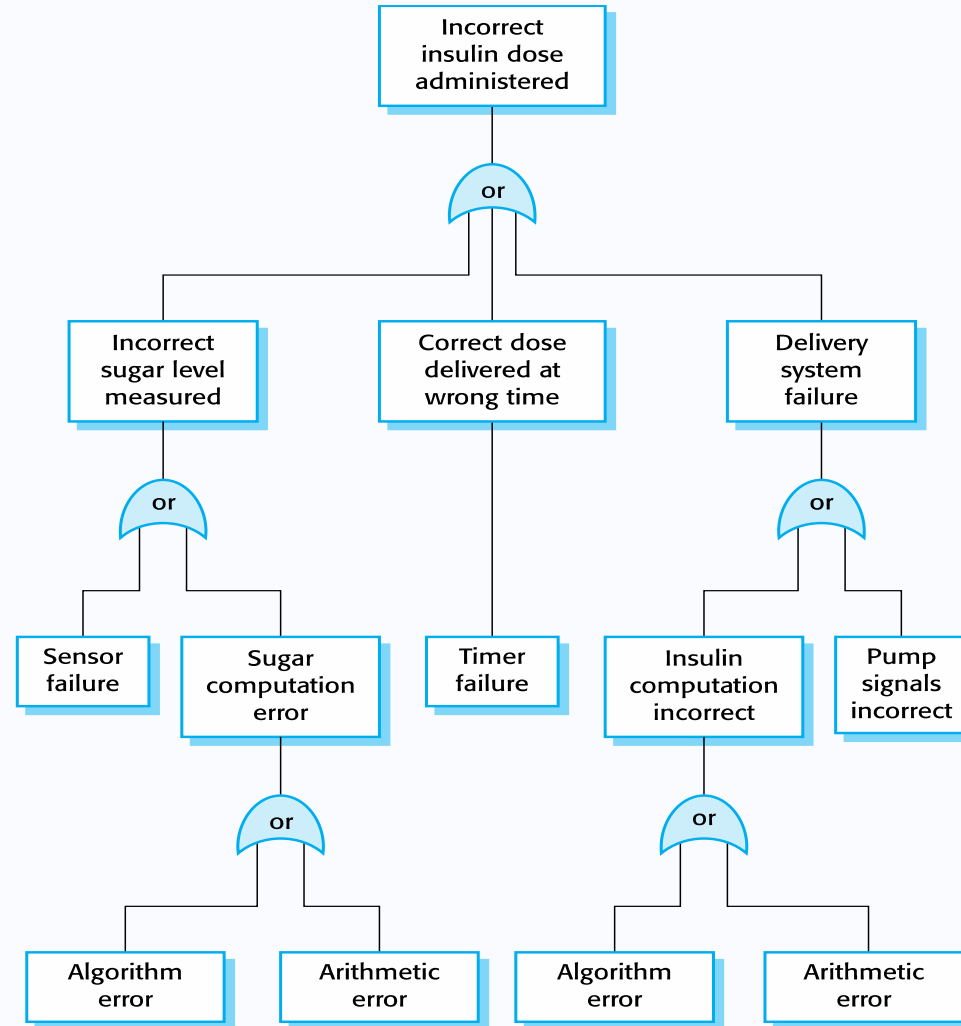 Incorrect
insulin dose
administered
or
Incorrect
sugar level
measured
Correct dose
delivered at
wrong time
Delivery
system
failure
or
or
Sensor
failure
Sugar
computation
error
Timer
failure
Insulin
computation
incorrect
Pump
signals
incorrect
or
or
Algorithm
error
Arithmetic
error
Algorithm
error
Arithmetic
error